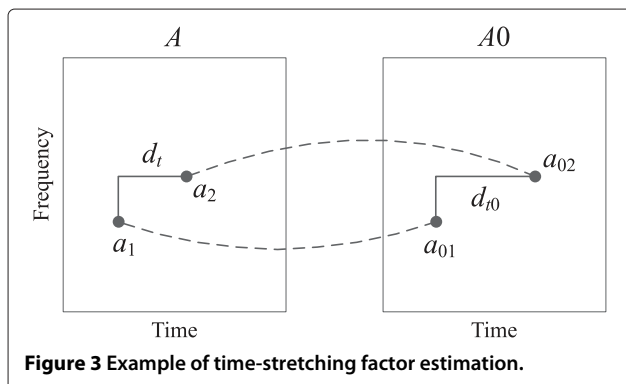 A A0
Frequency
d_t
a_2
a_1
a_02
d_t0
a_01
Time Time
Figure 3 Example of time-stretching factor estimation.